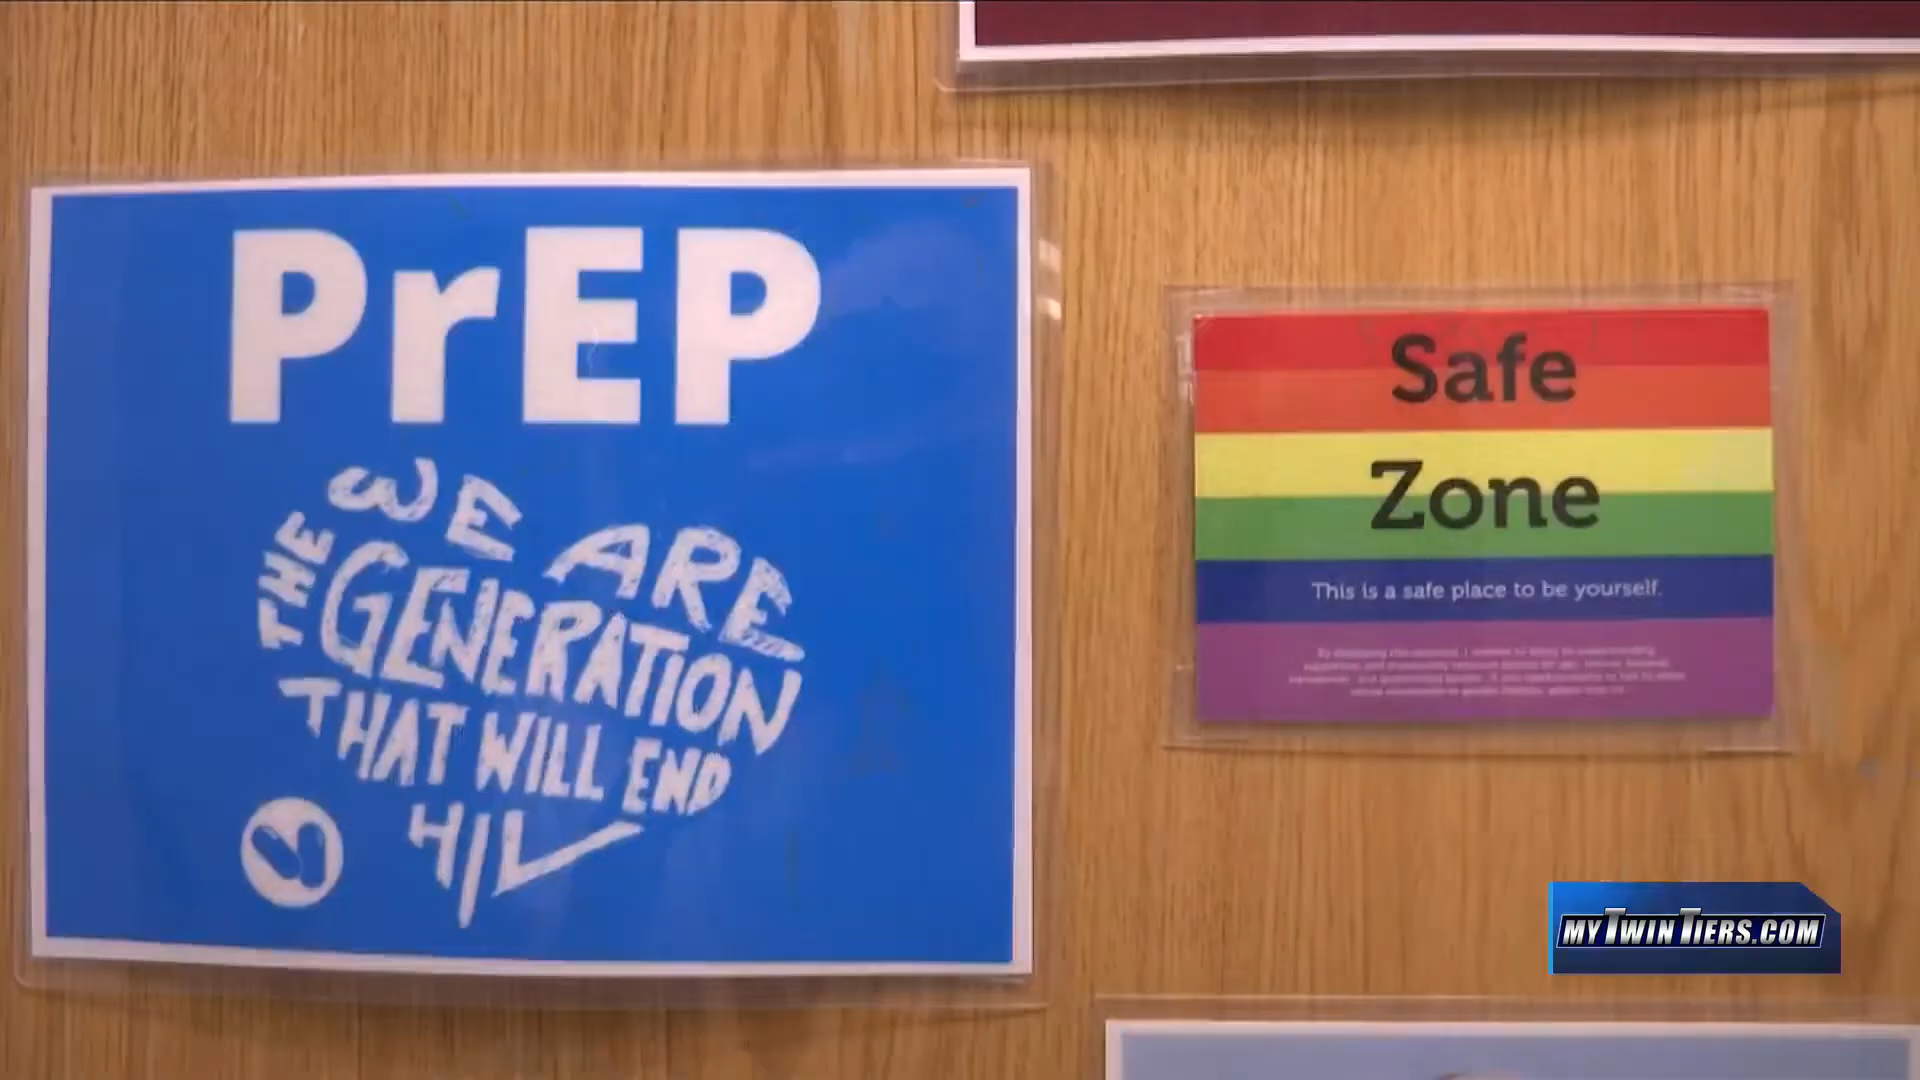 PrEP
WE ARE
THE GENERATION
THAT WILL END
HIV
Safe
Zone
This is a safe place to be yourself.
MYTWINTIERS.COM